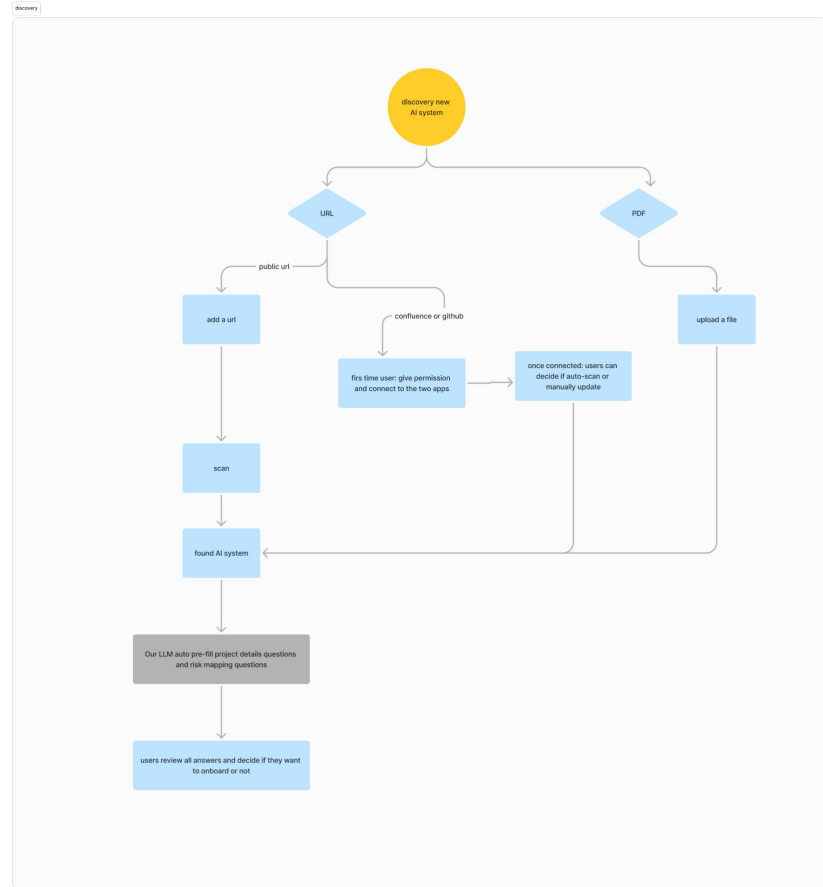 discovery
discovery new
AI system
URL
PDF
public url
confluence or github
add a url
upload a file
firs time user: give permission
and connect to the two apps
once connected: users can
decide if auto-scan or
manually update
scan
found AI system
Our LLM auto pre-fill project details questions
and risk mapping questions
users review all answers and decide if they want
to onboard or not